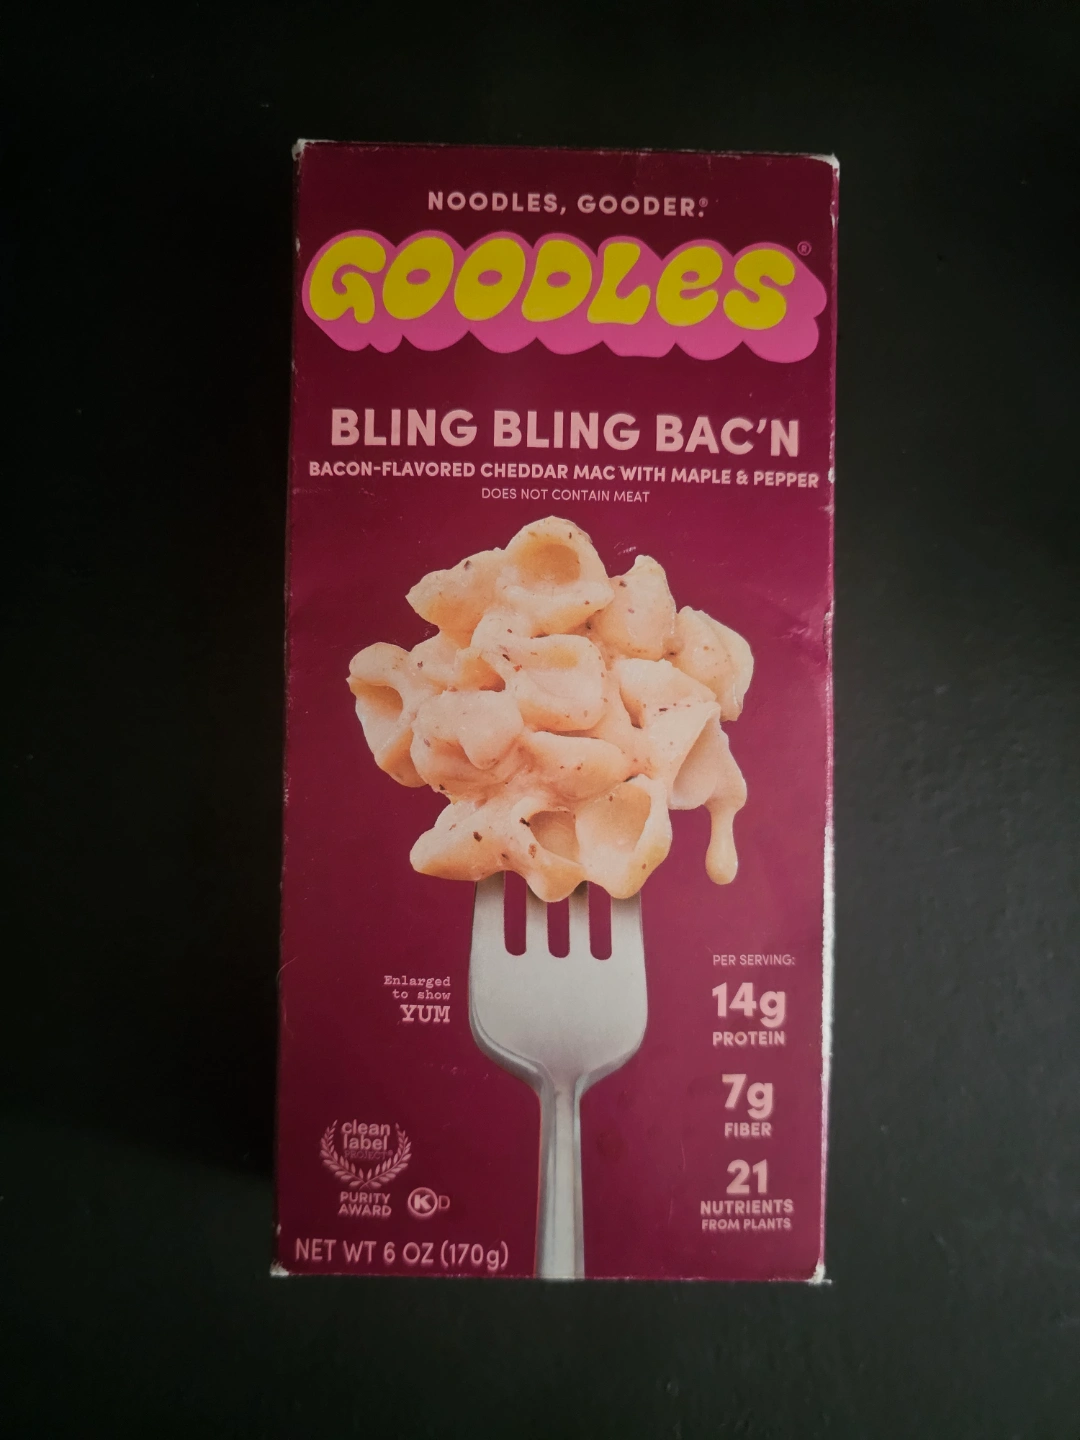 NOODLES, GOODER.®
GOODLES®
BLING BLING BAC'N
BACON-FLAVORED CHEDDAR MAC WITH MAPLE & PEPPER
DOES NOT CONTAIN MEAT
Enlarged
to show
YUM
PER SERVING:
14g
PROTEIN
7g
FIBER
21
NUTRIENTS
FROM PLANTS
clean
label
PROJECT®
PURITY
AWARD
K D
NET WT 6 OZ (170g)